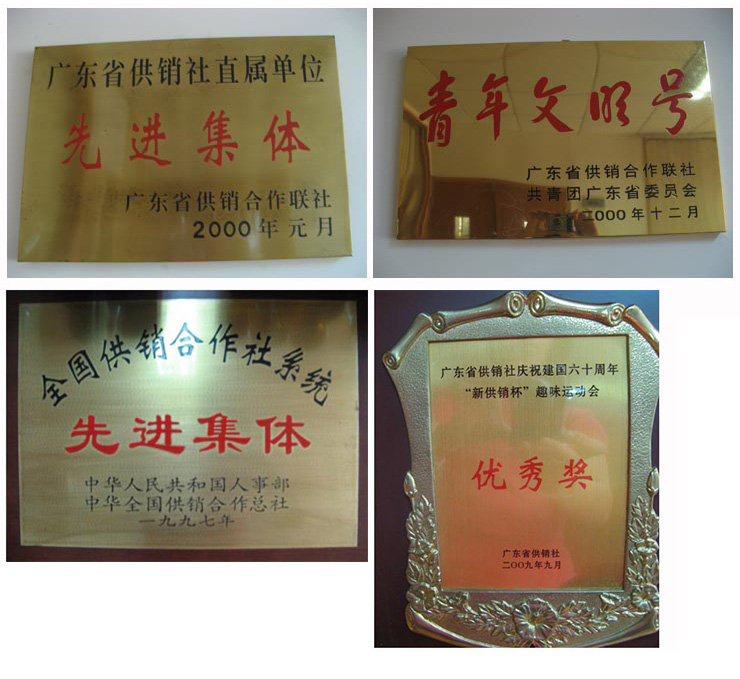 广东省供销社直属单位
先进集体
广东省供销合作联社
2000年元月
青年文明号
广东省供销合作联社
共青团广东省委员会
二000年十二月
全国供销合作社系统
先进集体
中华人民共和国人事部
中华全国供销合作总社
一九九七年
广东省供销社庆祝建国六十周年
“新供销杯”趣味运动会
优秀奖
广东省供销社
二OO九年九月